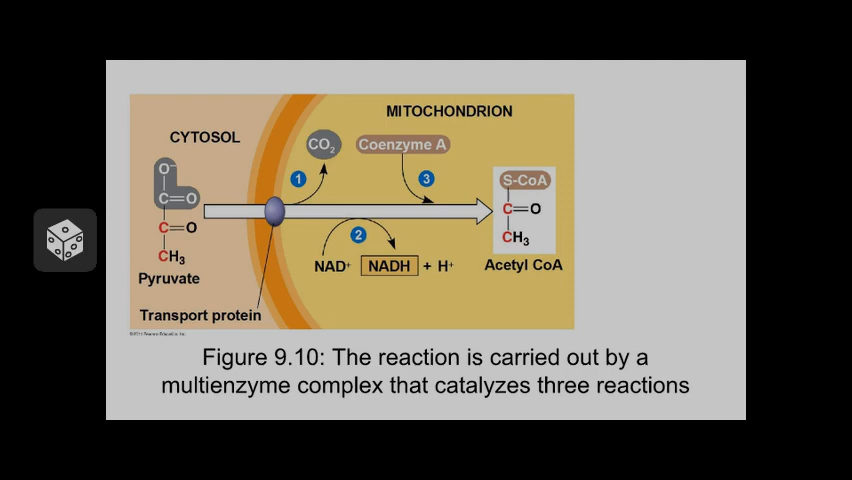 MITOCHONDRION
CYTOSOL
CO₂
Coenzyme A
O⁻
1
3
S-CoA
C=O
C=O
2
C=O
CH₃
CH₃
NAD⁺ NADH + H⁺
Acetyl CoA
Pyruvate
Transport protein
Figure 9.10: The reaction is carried out by a
multienzyme complex that catalyzes three reactions